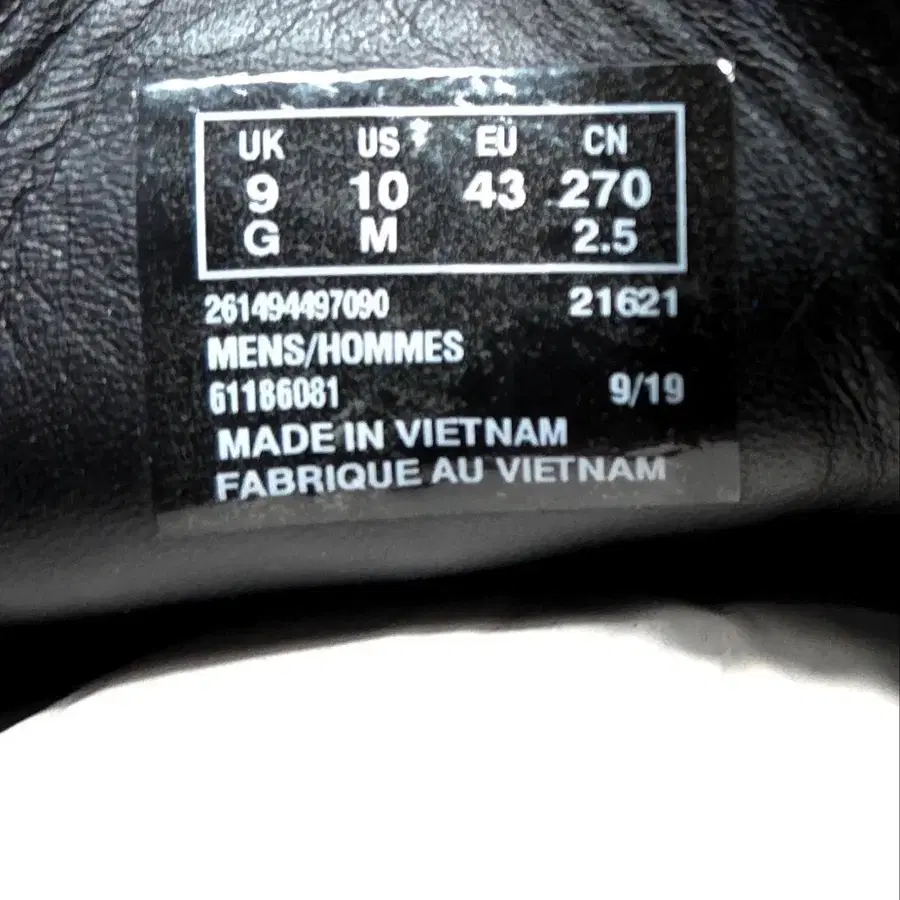 UK US EU CN
9 10 43 270
G M 2.5
261494497090 21621
MENS/HOMMES
61186081 9/19
MADE IN VIETNAM
FABRIQUE AU VIETNAM